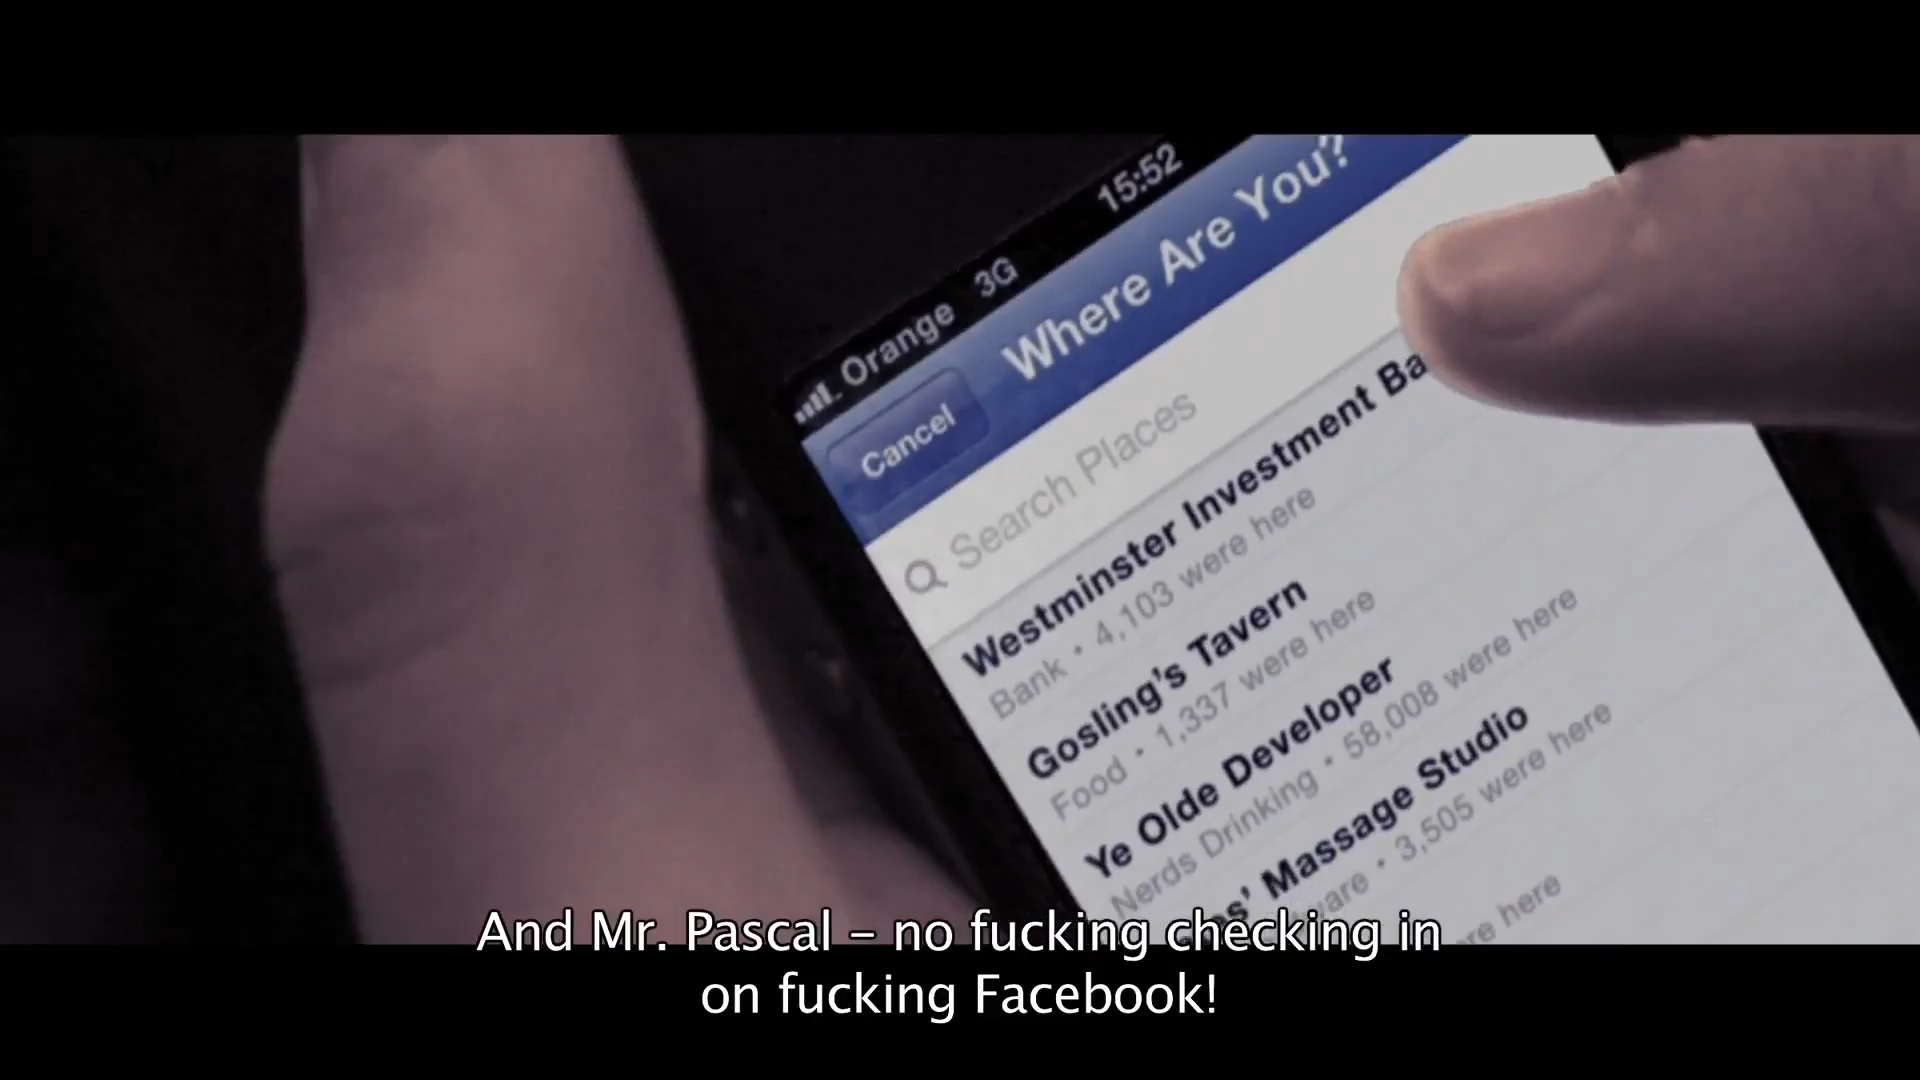 Orange 3G 15:52
Cancel Where Are You?
Search Places
Westminster Investment Ba
Bank • 4,103 were here
Gosling's Tavern
Food • 1,337 were here
Ye Olde Developer
Nerds Drinking • 58,008 were here
Massage Studio
3,505 were here
here
And Mr. Pascal – no fucking checking in
on fucking Facebook!